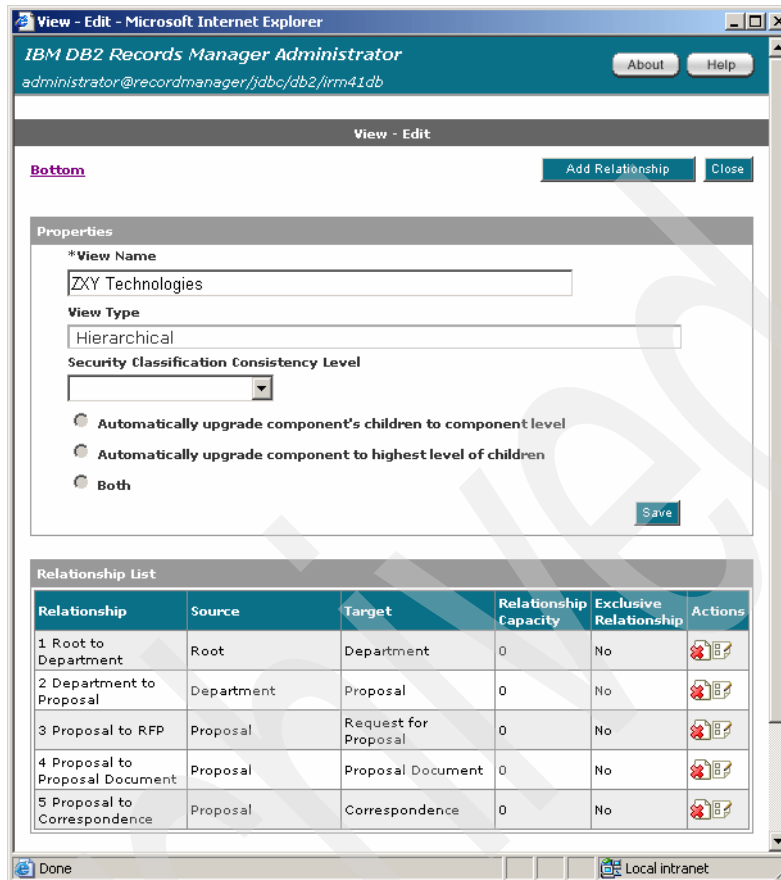 View - Edit - Microsoft Internet Explorer
IBM DB2 Records Manager Administrator
administrator@recordmanager/jdbc/db2/irm41db
About
Help
View - Edit
Bottom
Add Relationship
Close
Properties
*View Name
ZXY Technologies
View Type
Hierarchical
Security Classification Consistency Level
Automatically upgrade component's children to component level
Automatically upgrade component to highest level of children
Both
Save
Relationship List
Relationship Source Target Relationship Capacity Exclusive Relationship Actions
1 Root to Department Root Department 0 No
2 Department to Proposal Department Proposal 0 No
3 Proposal to RFP Proposal Request for Proposal 0 No
4 Proposal to Proposal Document Proposal Proposal Document 0 No
5 Proposal to Correspondence Proposal Correspondence 0 No
Done
Local intranet